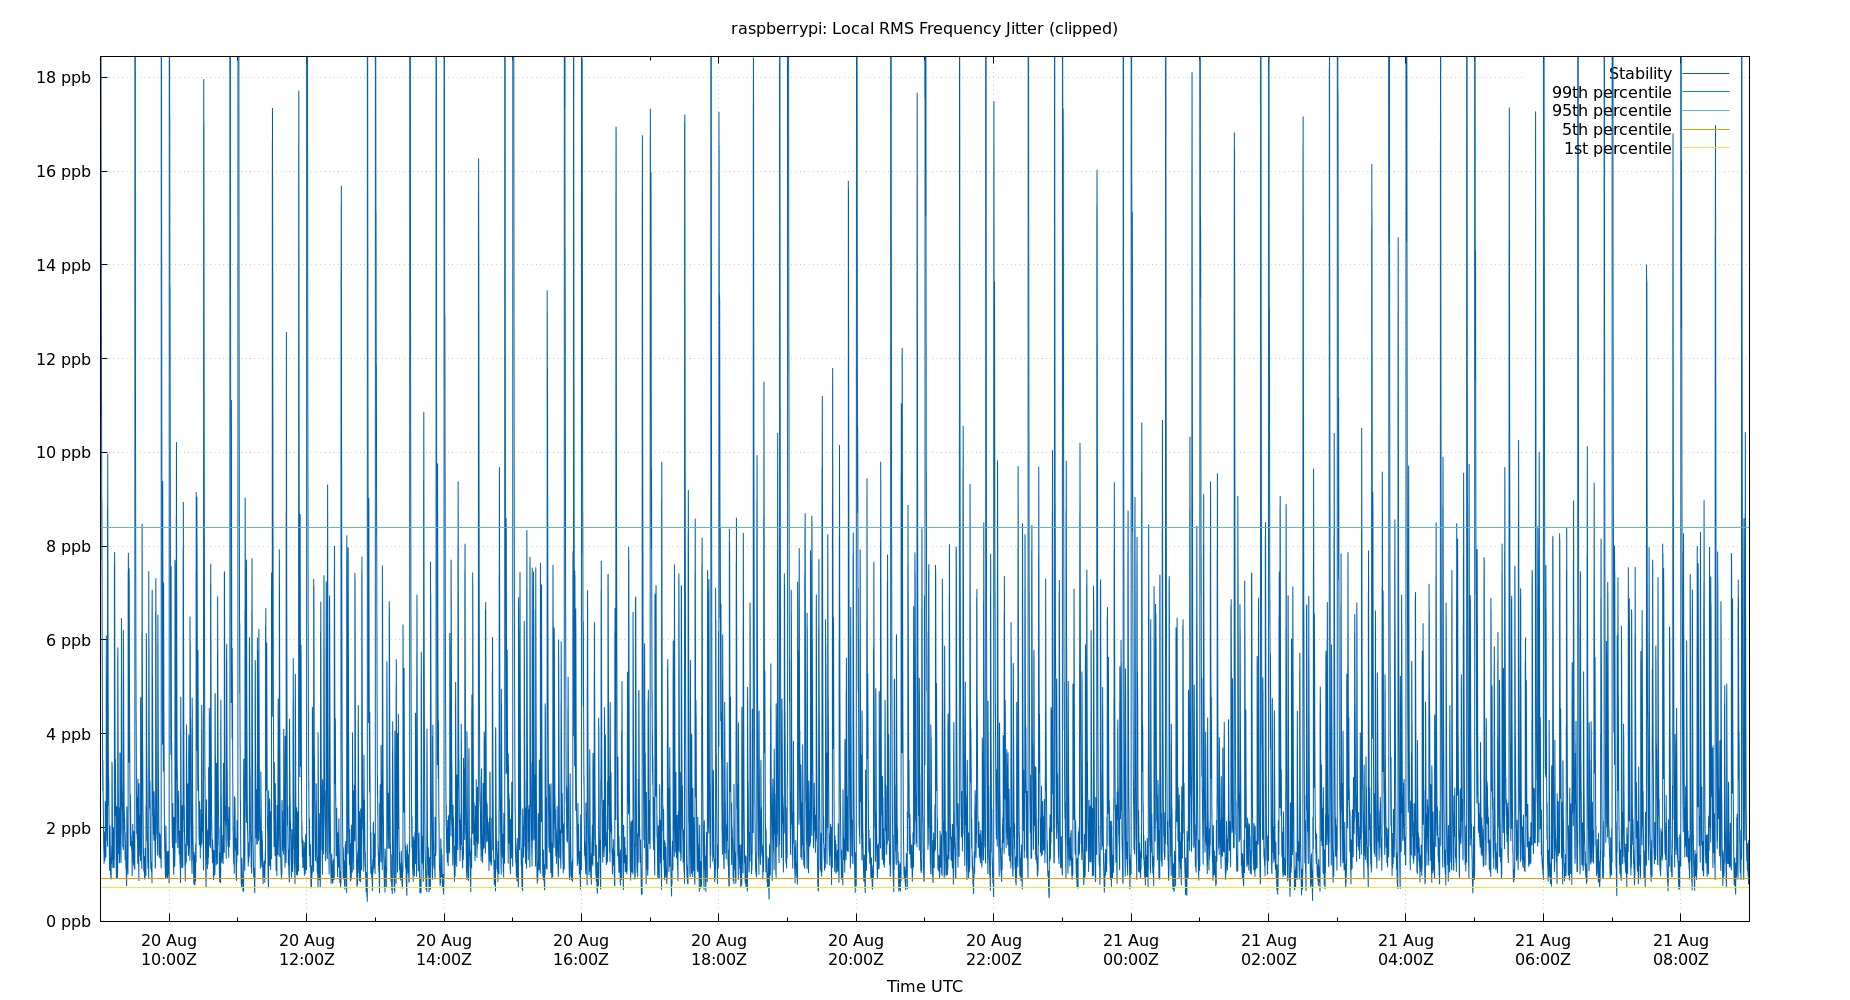 raspberrypi: Local RMS Frequency Jitter (clipped)
18 ppb
16 ppb
14 ppb
12 ppb
10 ppb
8 ppb
6 ppb
4 ppb
2 ppb
0 ppb
Stability
99th percentile
95th percentile
5th percentile
1st percentile
20 Aug 20 Aug 20 Aug 20 Aug 20 Aug 20 Aug 20 Aug 21 Aug 21 Aug 21 Aug 21 Aug 21 Aug
10:00Z 12:00Z 14:00Z 16:00Z 18:00Z 20:00Z 22:00Z 00:00Z 02:00Z 04:00Z 06:00Z 08:00Z
Time UTC